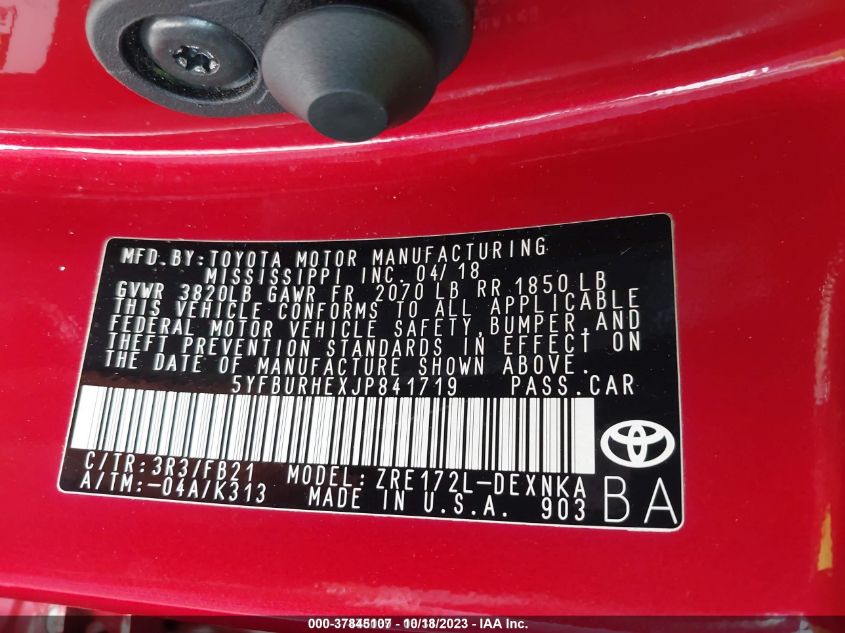 MFD.BY:TOYOTA MOTOR MANUFACTURING
MISSISSIPPI INC. 04/18
GVWR 3820LB GAWR FR 2070 LB RR 1850 LB
THIS VEHICLE CONFORMS TO ALL APPLICABLE
FEDERAL MOTOR VEHICLE SAFETY,BUMPER,AND
THEFT PREVENTION STANDARDS IN EFFECT ON
THE DATE OF MANUFACTURE SHOWN ABOVE.
5YFBURHEXJP841719 PASS.CAR
C/TR:3R3/FB21 MODEL:ZRE172L-DEXNKA
A/TM:-04A/K313 MADE IN U.S.A. 903 BA
000-37845107 - 10/18/2023 - IAA Inc.